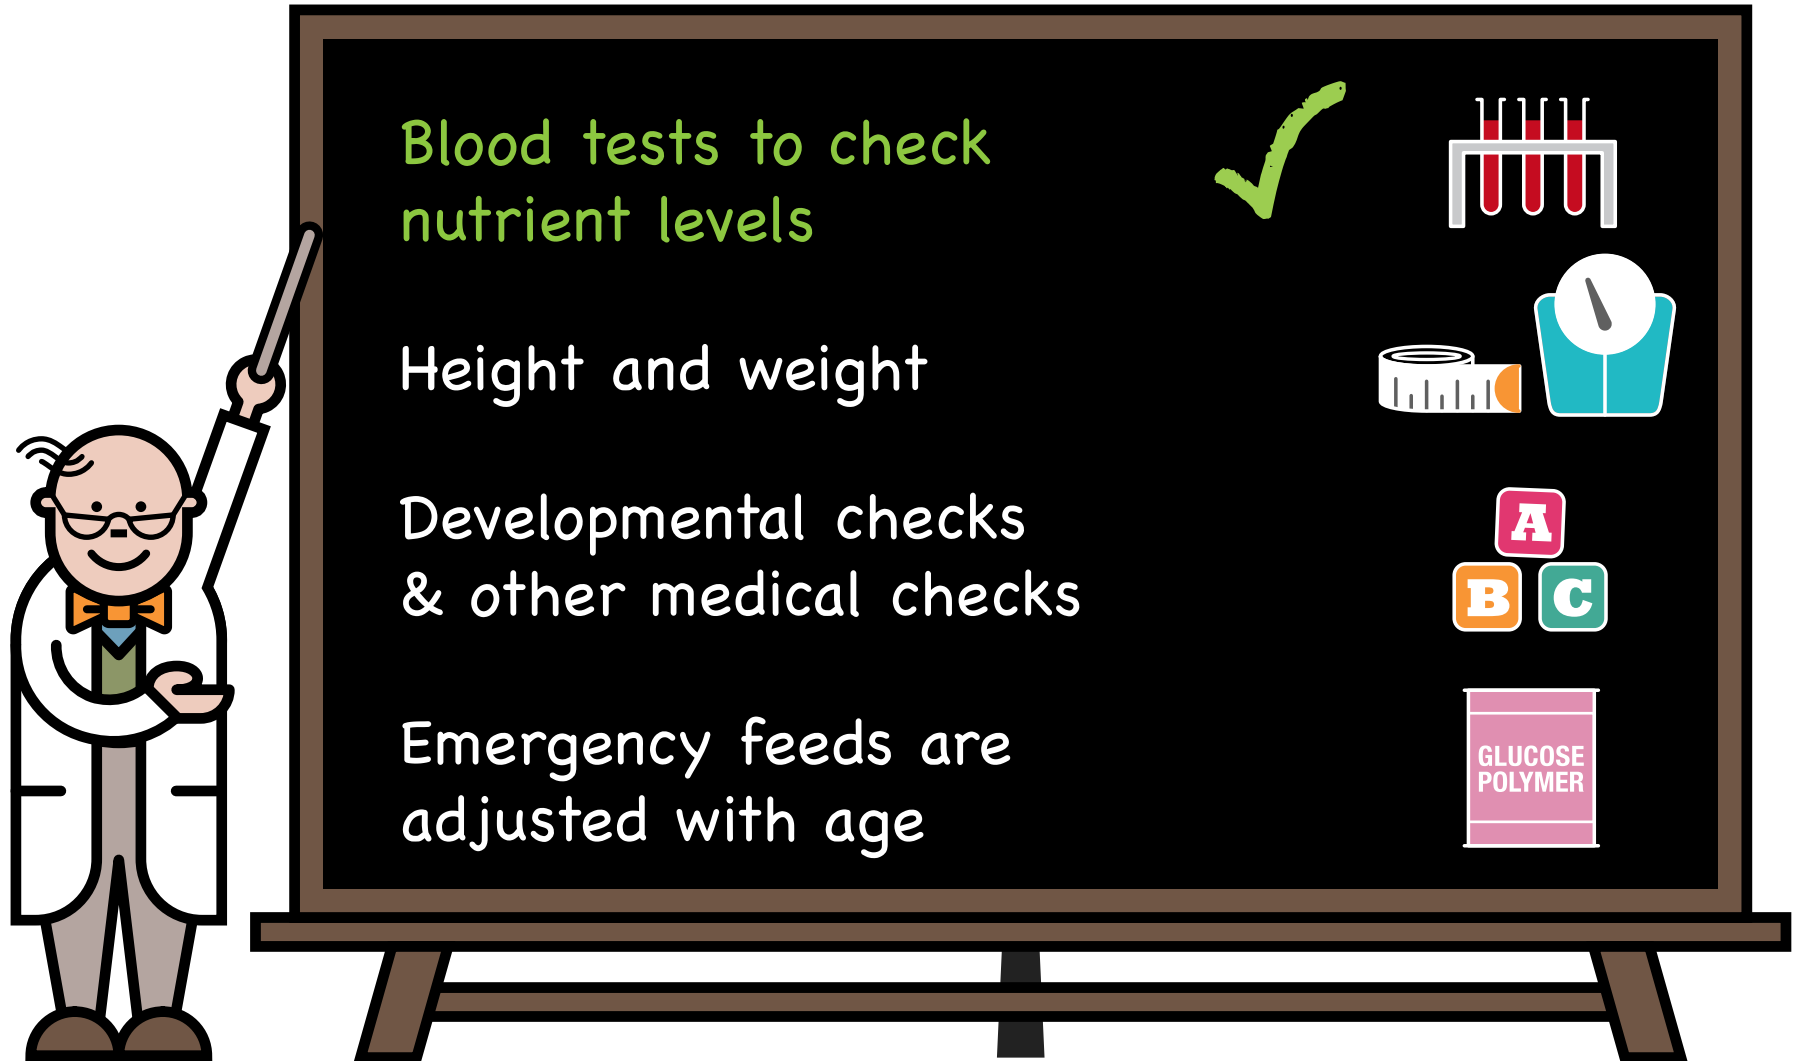 Blood tests to check
nutrient levels
Height and weight
Developmental checks
& other medical checks
A
B C
Emergency feeds are
adjusted with age
GLUCOSE
POLYMER